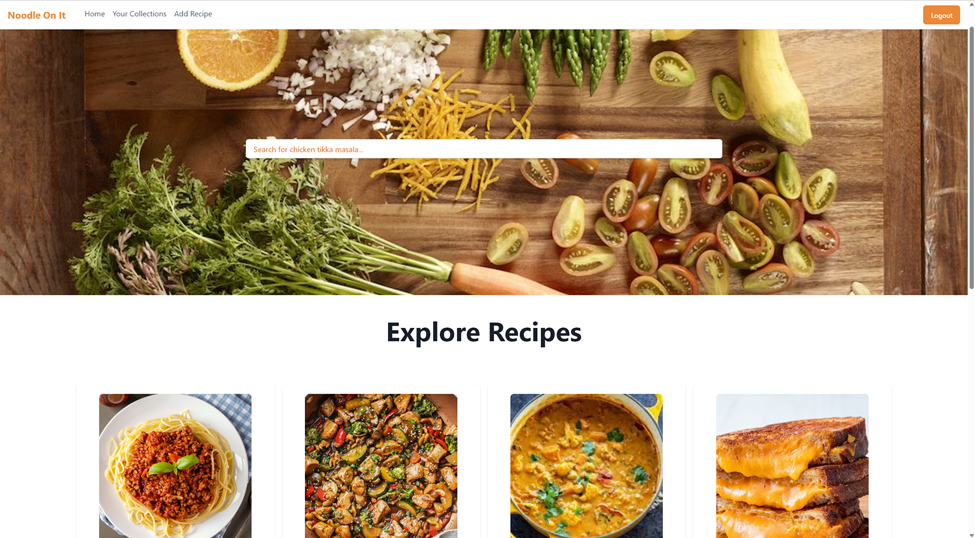 Noodle On It
Home
Your Collections
Add Recipe
Logout
Search for chicken tikka masala...
Explore Recipes